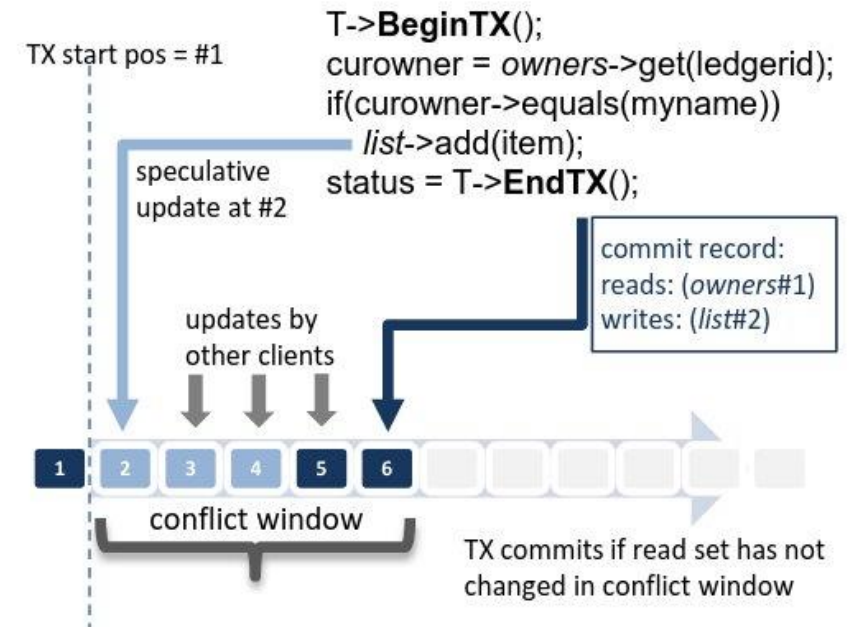 TX start pos = #1
T->BeginTX();
curowner = owners->get(ledgerid);
if(curowner->equals(myname))
list->add(item);
status = T->EndTX();
speculative
update at #2
commit record:
reads: (owners#1)
writes: (list#2)
updates by
other clients
1 2 3 4 5 6
conflict window
TX commits if read set has not
changed in conflict window